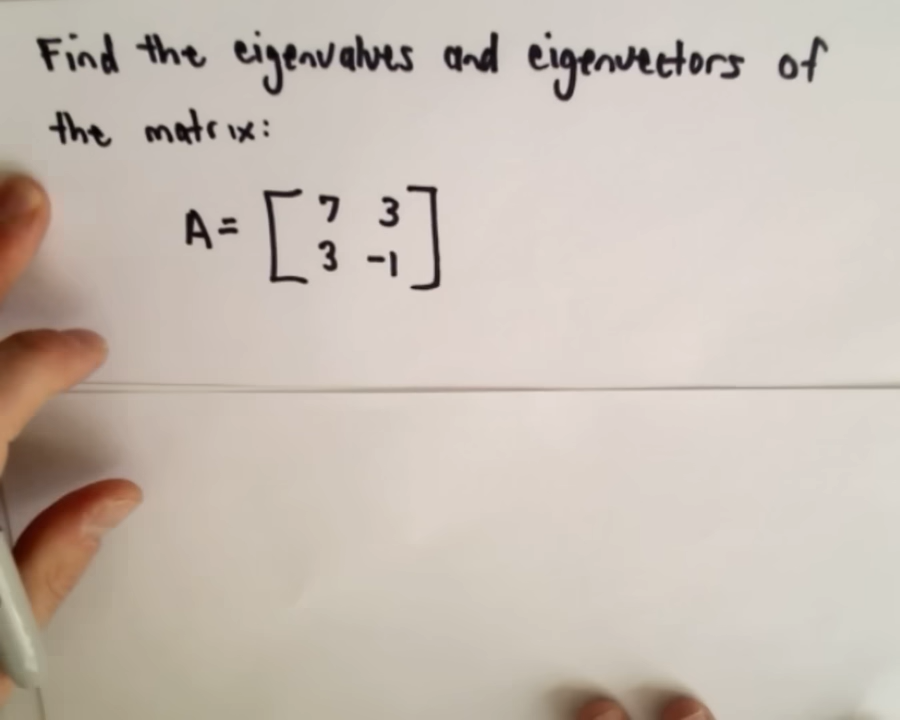 Find the eigenvalues and eigenvectors of
the matrix:
A = [ 7 3
3 -1 ]